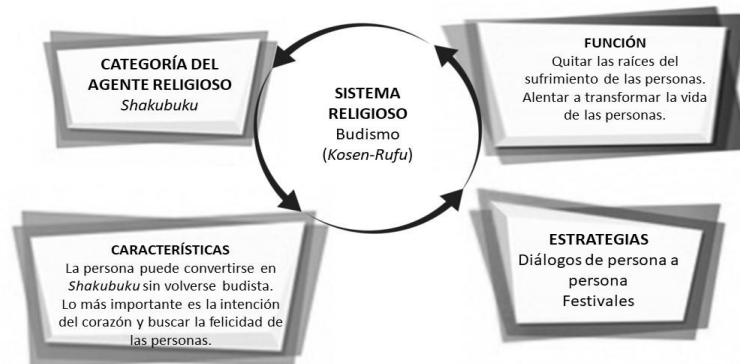 CATEGORÍA DEL
AGENTE RELIGIOSO
Shakubuku
SISTEMA
RELIGIOSO
Budismo
(Kosen-Rufu)
FUNCIÓN
Quitar las raíces del
sufrimiento de las personas.
Alentar a transformar la vida
de las personas.
CARACTERÍSTICAS
La persona puede convertirse en
Shakubuku sin volverse budista.
Lo más importante es la intención
del corazón y buscar la felicidad de
las personas.
ESTRATEGIAS
Diálogos de persona a
persona
Festivales